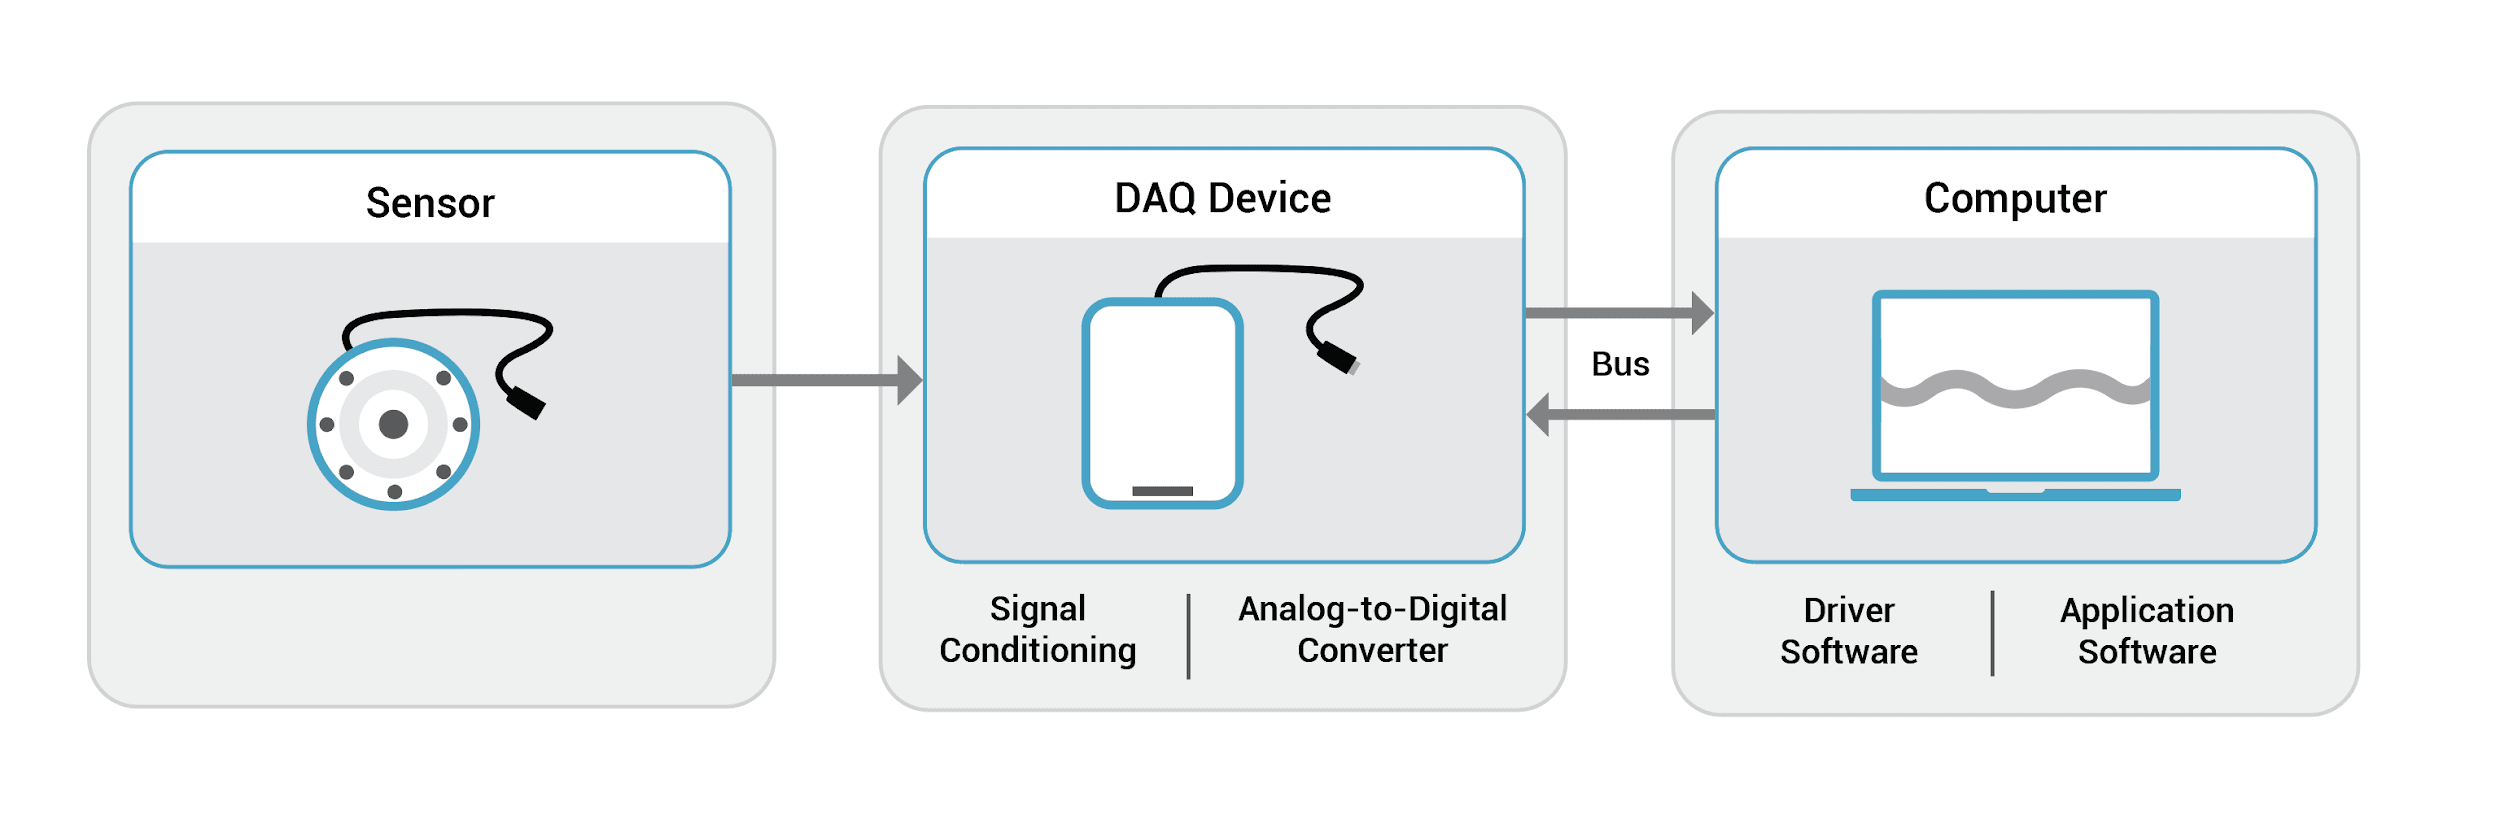 Sensor
DAQ Device
Computer
Bus
Signal
Conditioning
Analog-to-Digital
Converter
Driver
Software
Application
Software